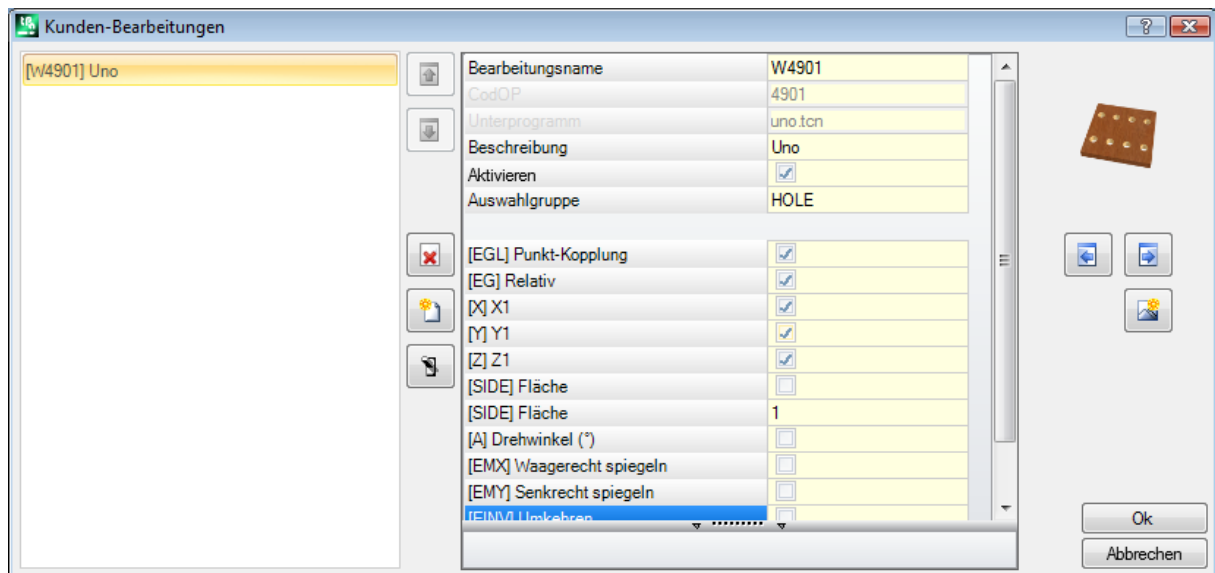 Kunden-Bearbeitungen
[W4901] Uno
Bearbeitungsname W4901
CodOP 4901
Unterprogramm uno.tcn
Beschreibung Uno
Aktivieren
Auswahlgruppe HOLE
[EGL] Punkt-Kopplung
[EG] Relativ
[X] X1
[Y] Y1
[Z] Z1
[SIDE] Fläche
[SIDE] Fläche 1
[A] Drehwinkel (°)
[EMX] Waagerecht spiegeln
[EMY] Senkrecht spiegeln
[EINV] Umkehren
Ok
Abbrechen